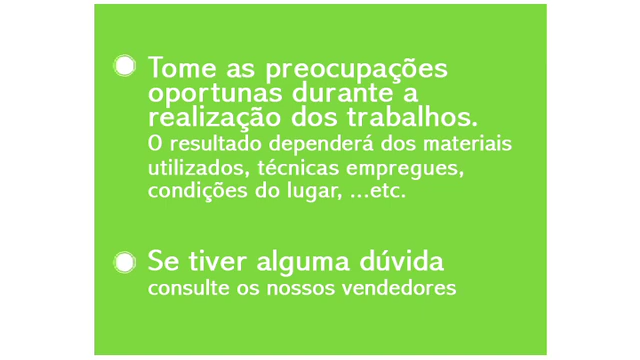 Tome as preocupações
oportunas durante a
realização dos trabalhos.
O resultado dependerá dos materiais
utilizados, técnicas empregues,
condições do lugar, ...etc.
Se tiver alguma dúvida
consulte os nossos vendedores